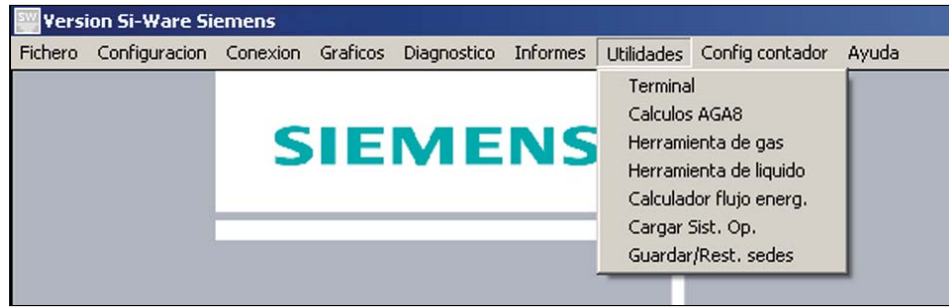 SW Version Si-Ware Siemens
Fichero Configuracion Conexion Graficos Diagnostico Informes Utilidades Config contador Ayuda
SIEMENS
Terminal
Calculos AGA8
Herramienta de gas
Herramienta de liquido
Calculador flujo energ.
Cargar Sist. Op.
Guardar/Rest. sedes